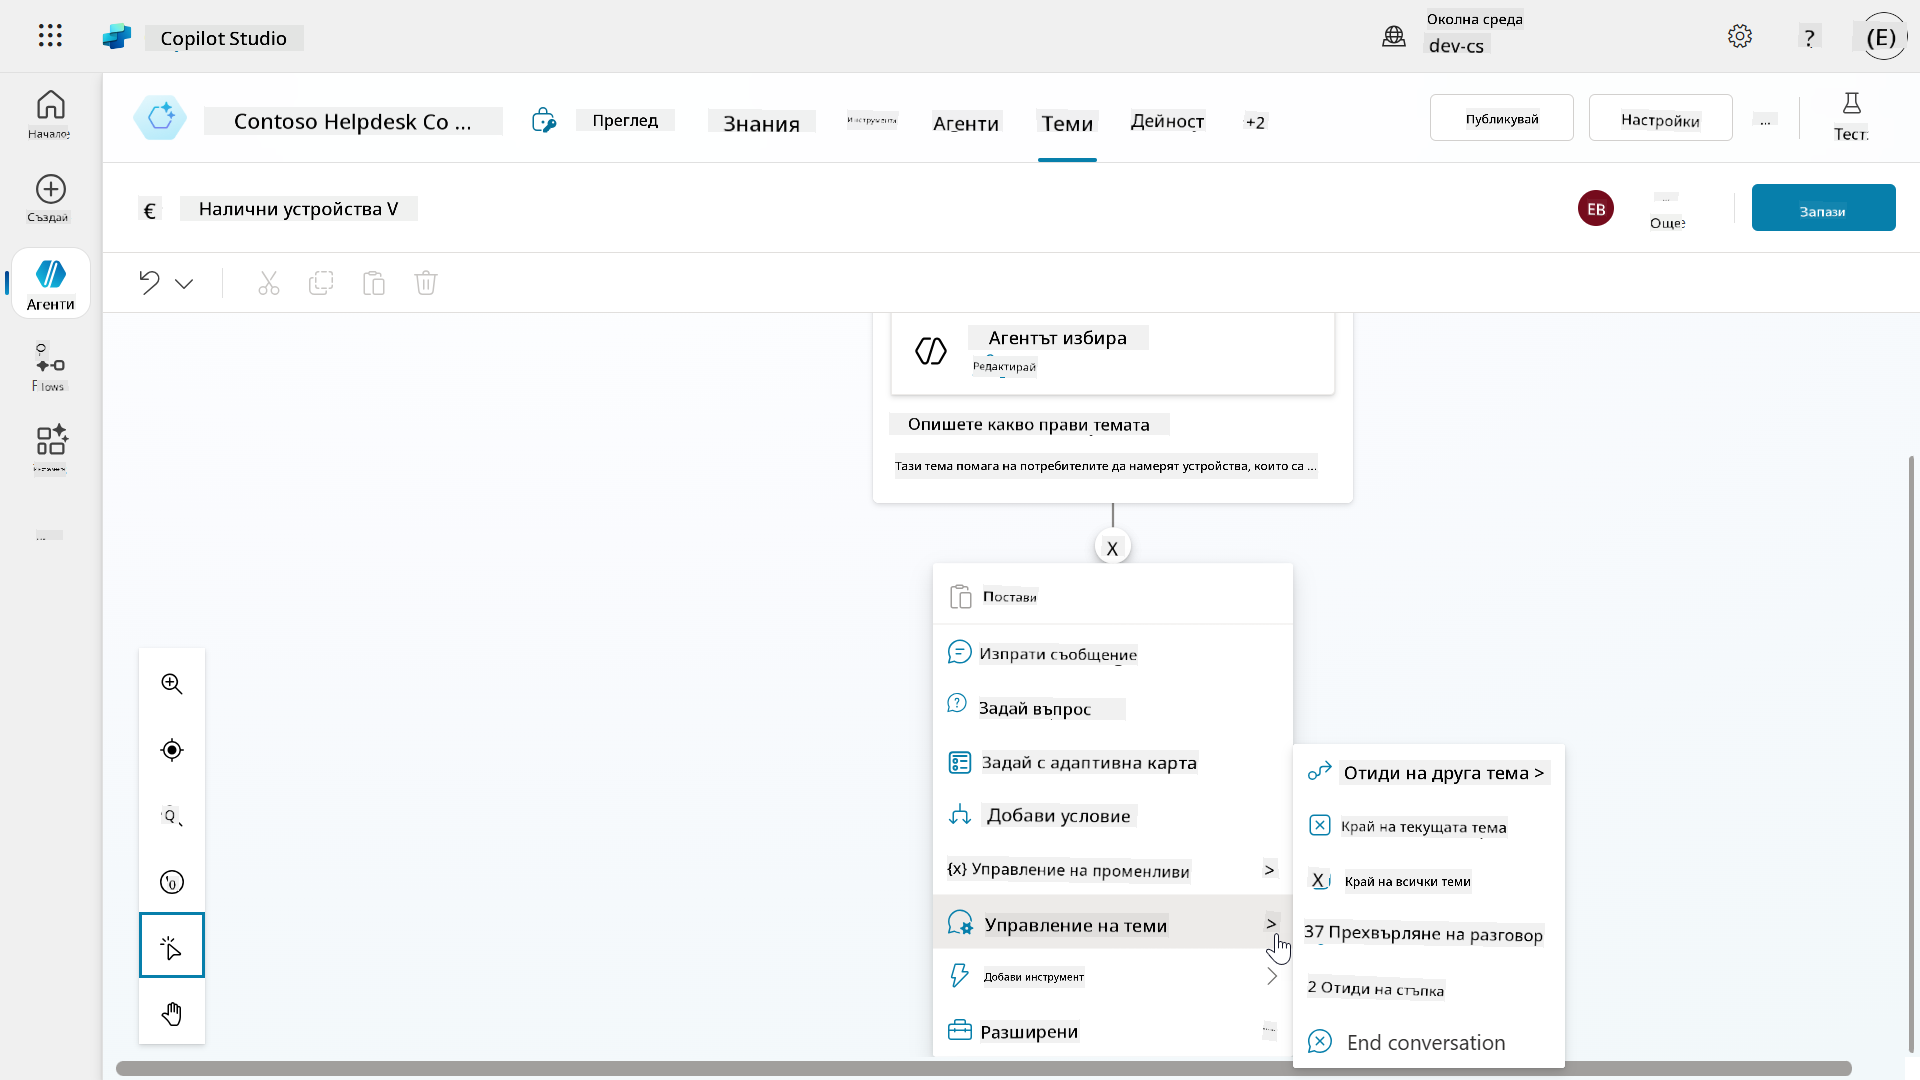 Copilot Studio
Околна среда
dev-cs
?
(E)
Начало
Създай
Агенти
Flows
Contoso Helpdesk Co ...
Преглед
Знания
Инструмента
Агенти
Теми
Дейност
+2
Публикувай
Настройки
...
Тест
€
Налични устройства V
EB
...
Още
Запази
Агентът избира
Редактирай
Опишете какво прави темата
Тази тема помага на потребителите да намерят устройства, които са ...
X
Постави
Изпрати съобщение
Задай въпрос
Задай с адаптивна карта
Добави условие
{x} Управление на променливи >
Управление на теми >
Добави инструмент
Разширени
Отиди на друга тема >
Край на текущата тема
X Край на всички теми
37 Прехвърляне на разговор
2 Отиди на стъпка
End conversation